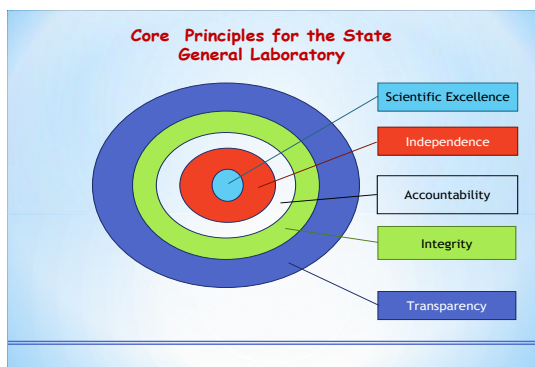 Core Principles for the State
General Laboratory
Scientific Excellence
Independence
Accountability
Integrity
Transparency